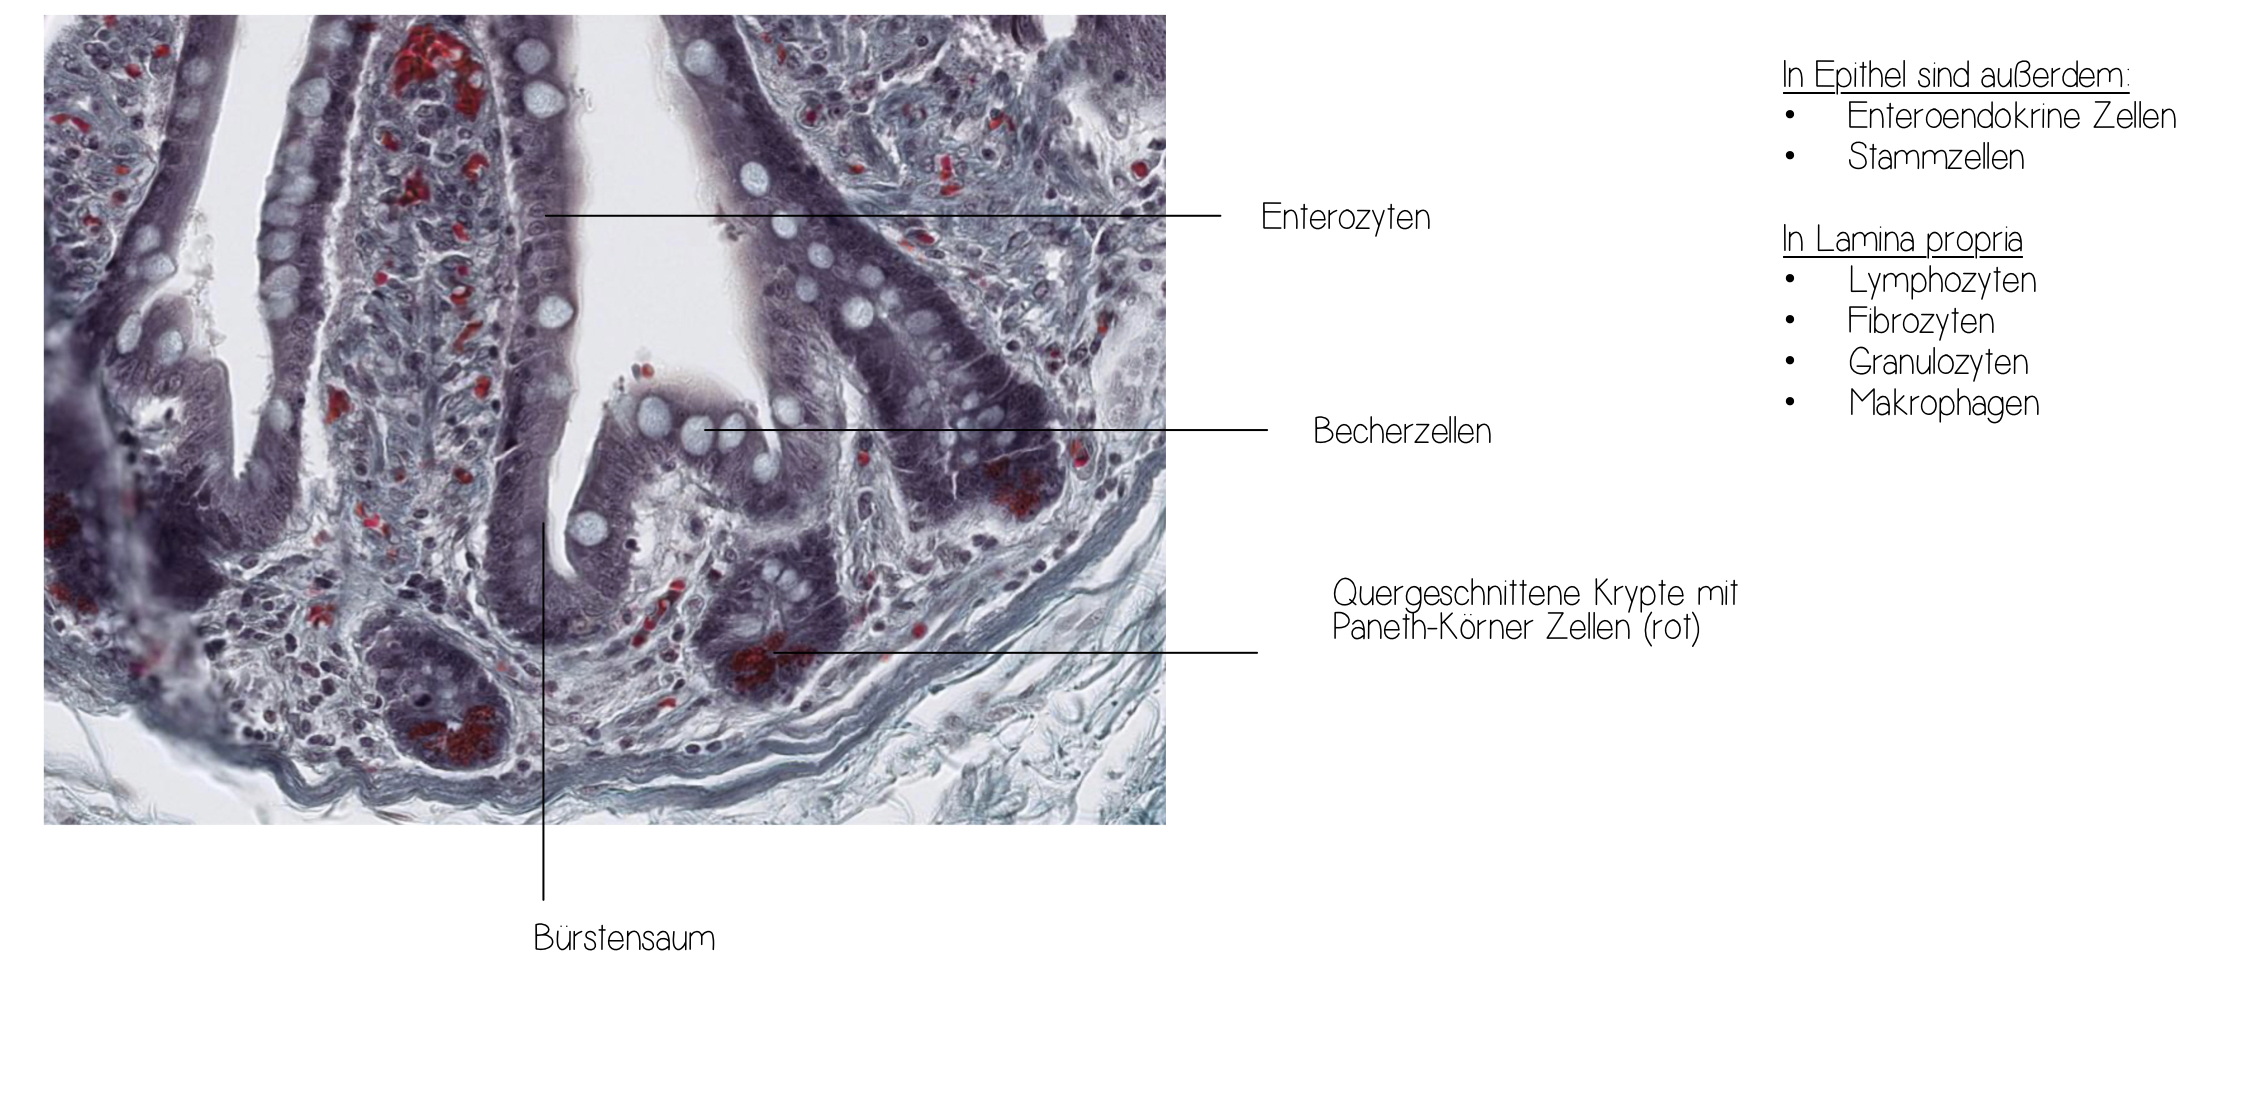 In Epithel sind außerdem:
• Enteroendokrine Zellen
• Stammzellen
In Lamina propria
• Lymphozyten
• Fibrozyten
• Granulozyten
• Makrophagen
Enterozyten
Becherzellen
Quergeschnittene Krypte mit
Paneth-Körner Zellen (rot)
Bürstensaum